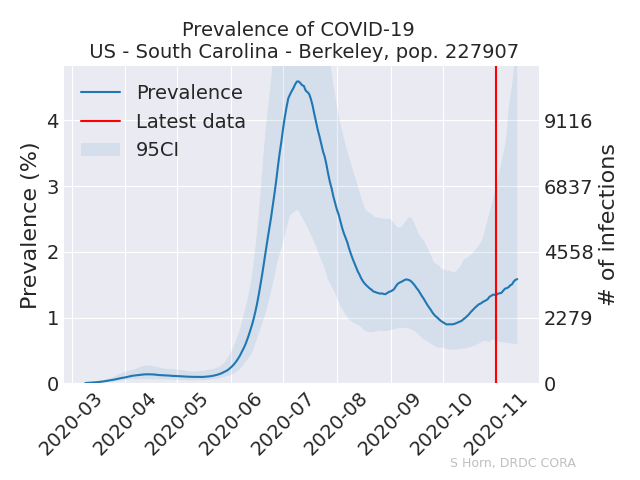 Prevalence of COVID-19
US - South Carolina - Berkeley, pop. 227907
Prevalence
Latest data
95CI
Prevalence (%)
4
3
2
1
0
9116
6837
4558
2279
0
# of infections
2020-03
2020-04
2020-05
2020-06
2020-07
2020-08
2020-09
2020-10
2020-11
S Horn, DRDC CORA